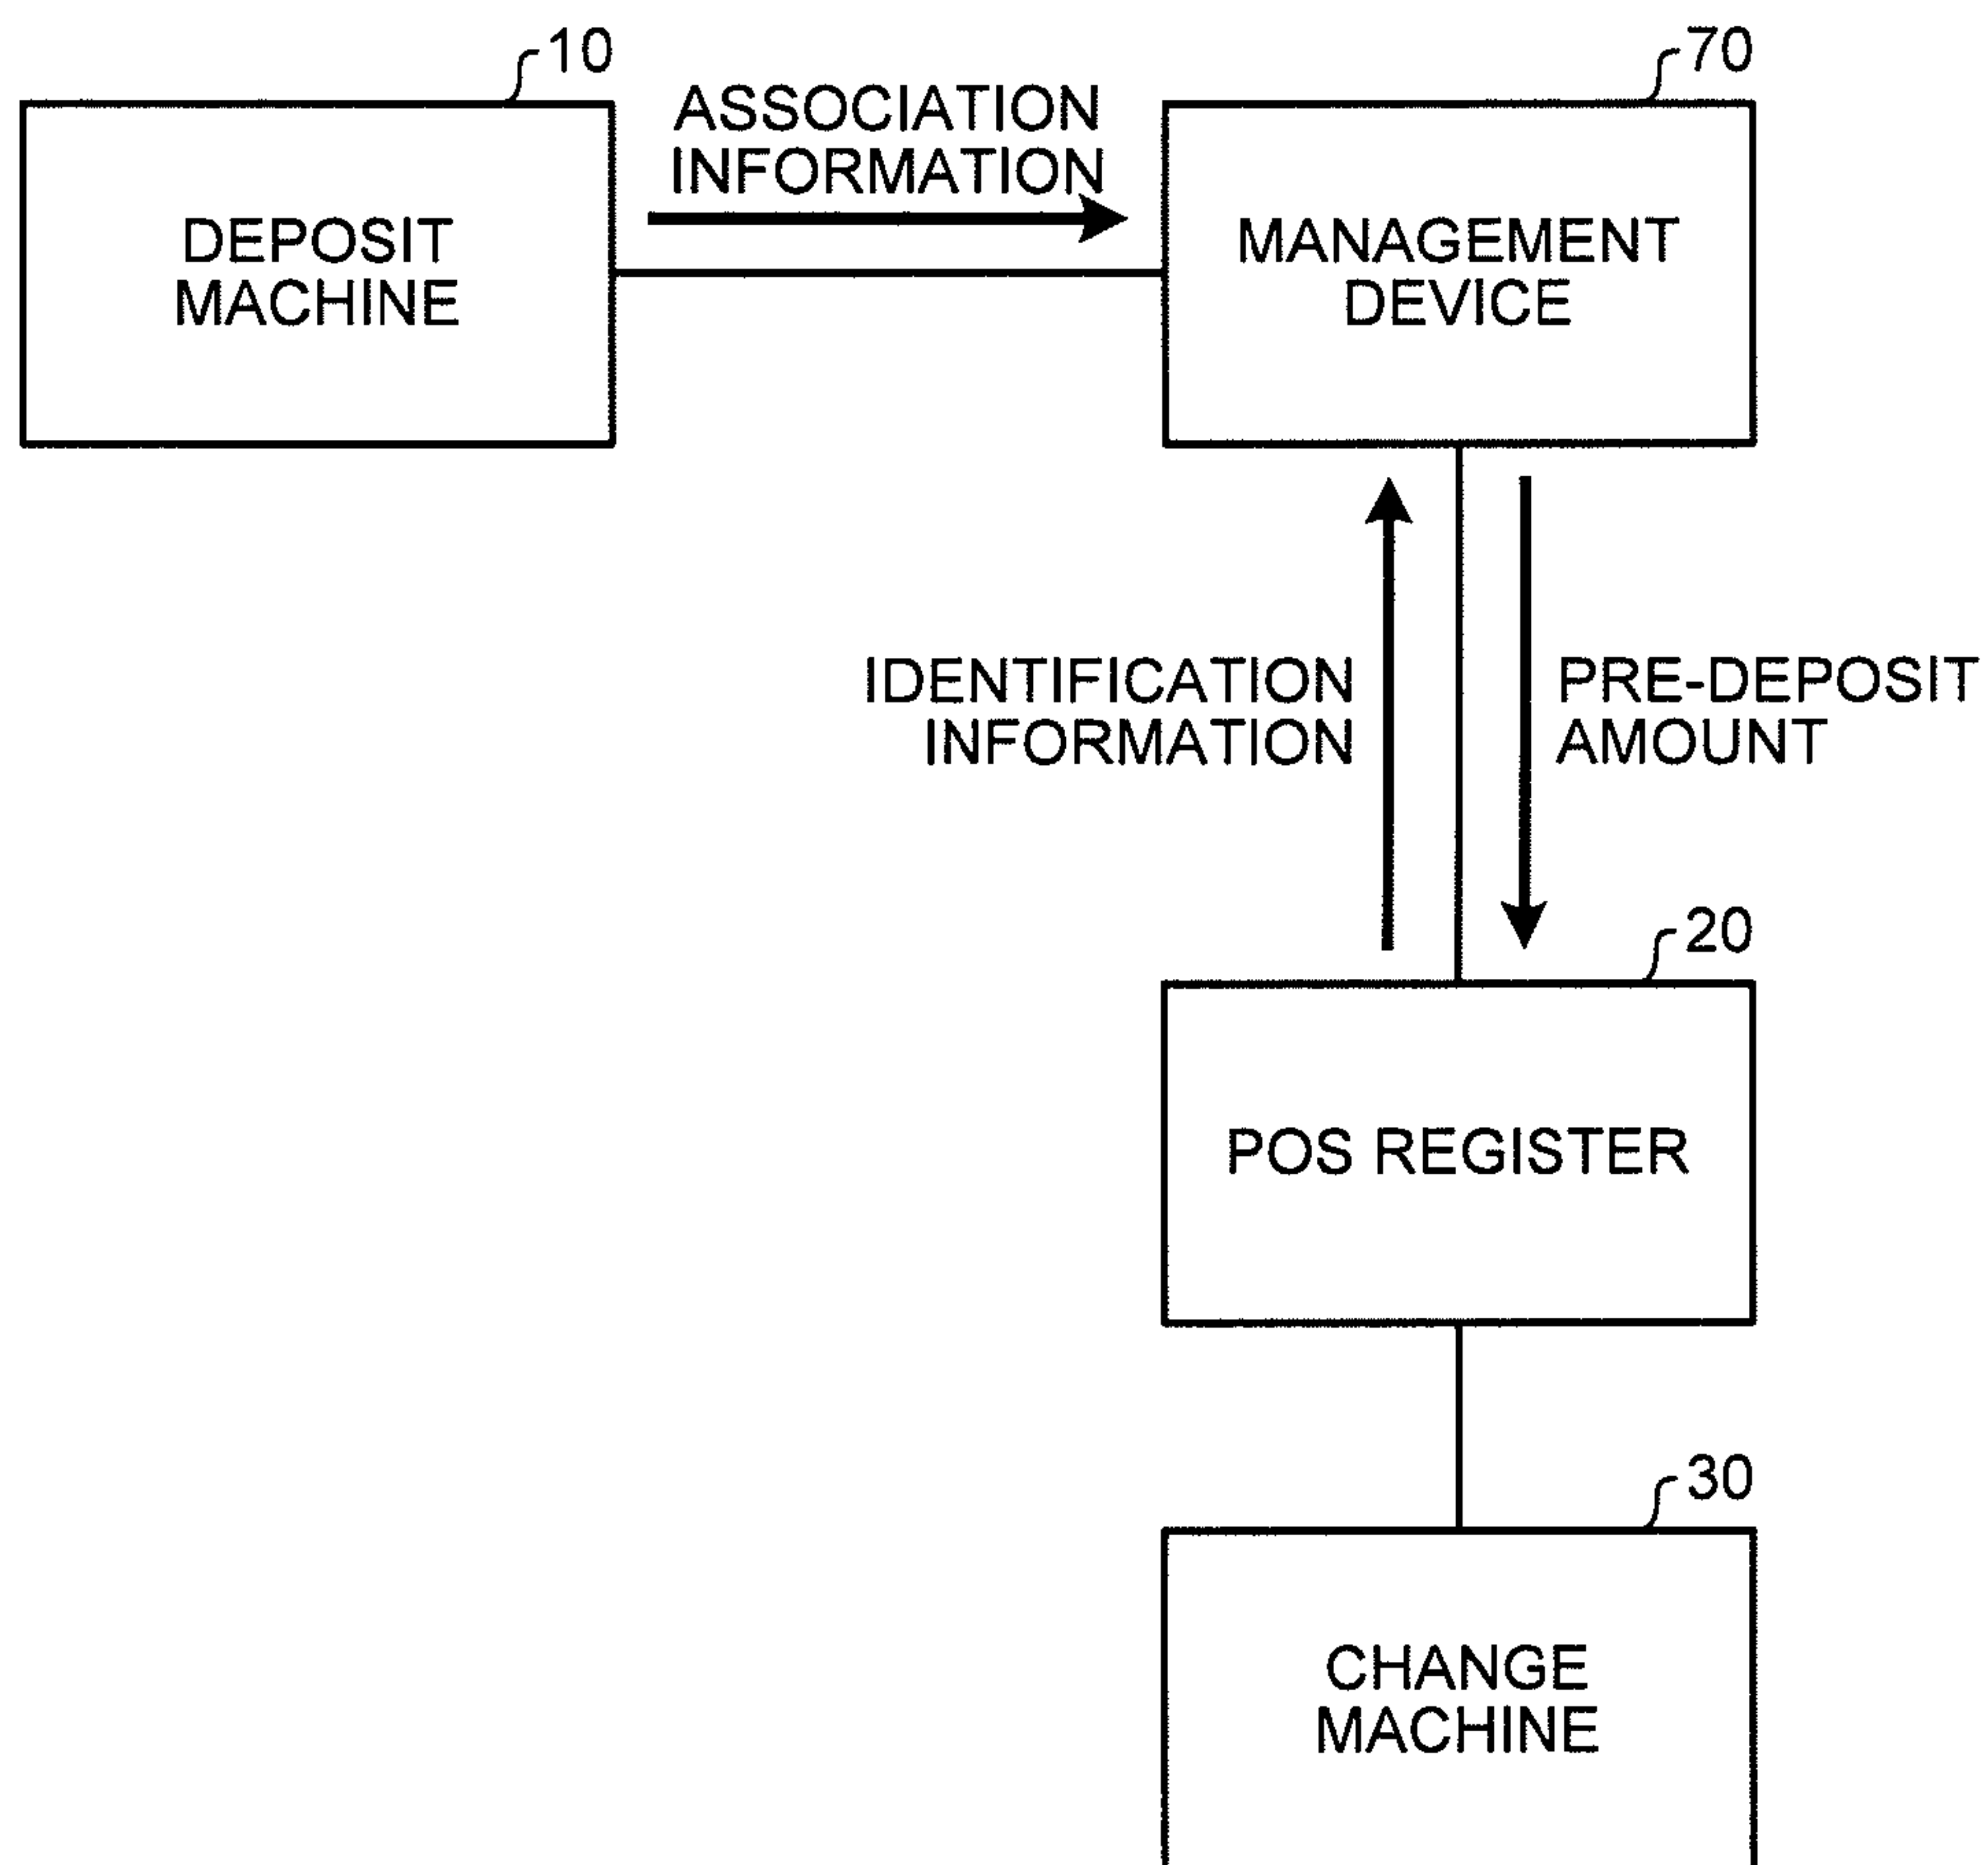 10
70
ASSOCIATION
INFORMATION
DEPOSIT
MACHINE
MANAGEMENT
DEVICE
IDENTIFICATION
INFORMATION
PRE-DEPOSIT
AMOUNT
20
POS REGISTER
30
CHANGE
MACHINE